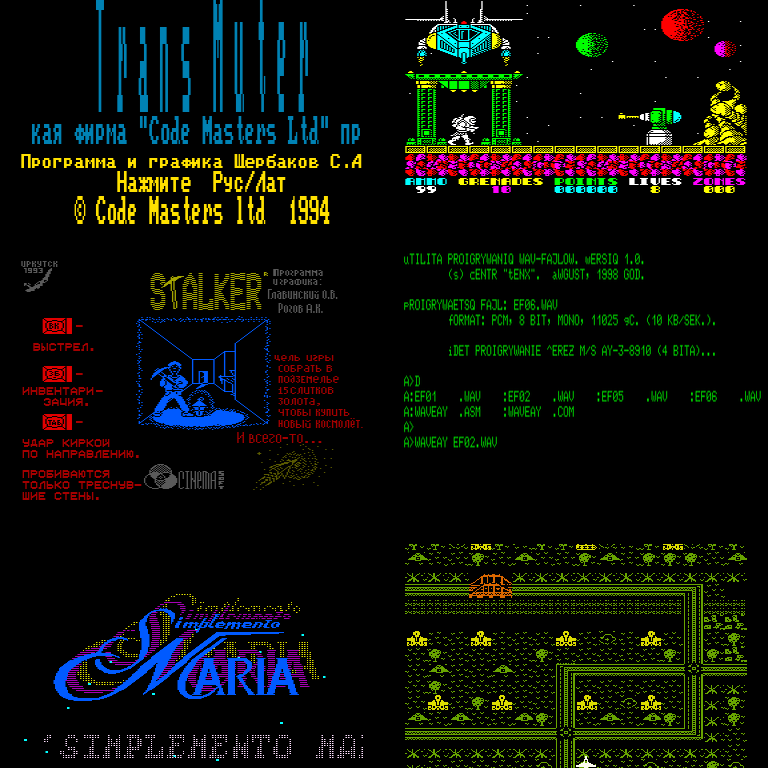 Trans Muter
кая фирма "Code Masters Ltd" пр
Программа и графика Щербаков С.А
Нажмите Рус/Лат
© Code Masters ltd 1994
AMMO GRENADES POINTS LIVES ZONES
99 10 000000 8 000
ИРКУТСК
1993
STALKER
Программа
и графика:
Главинский О.В.
Рогов А.К.
ВЫСТРЕЛ.
ИНВЕНТАРИ-
ЗАЦИЯ.
ТАБ
УДАР КИРКОЙ
ПО НАПРАВЛЕНИЮ.
ПРОБИВАЮТСЯ
ТОЛЬКО ТРЕСНУВ-
ШИЕ СТЕНЫ.
ЦЕЛЬ ИГРЫ
СОБРАТЬ В
ПОДЗЕМЕЛЬЕ
15 СЛИТКОВ
ЗОЛОТА,
ЧТОБЫ КУПИТЬ
НОВЫЙ КОСМОЛЁТ.
И всего-то...
CINEMA
uTILITA PROIGRYWANIQ WAV-FAJLOW. wERSIQ 1.0.
(s) cENTR "tENX". aWGUST, 1998 GOD.
pROIGRYWAETSQ FAJL: EF06.WAV
fORMAT: PCM, 8 BIT, MONO, 11025 gC. (10 KB/SEK.).
iDET PROIGRYWANIE ^EREZ M/S AY-3-8910 (4 BITA)...
A>D
A:EF01 .WAV :EF02 .WAV :EF05 .WAV :EF06 .WAV
A:WAVEAY .ASM :WAVEAY .COM
A>
A>WAVEAY EF02.WAV
Simplemento
MARIA
SIMPLEMENTO MAR